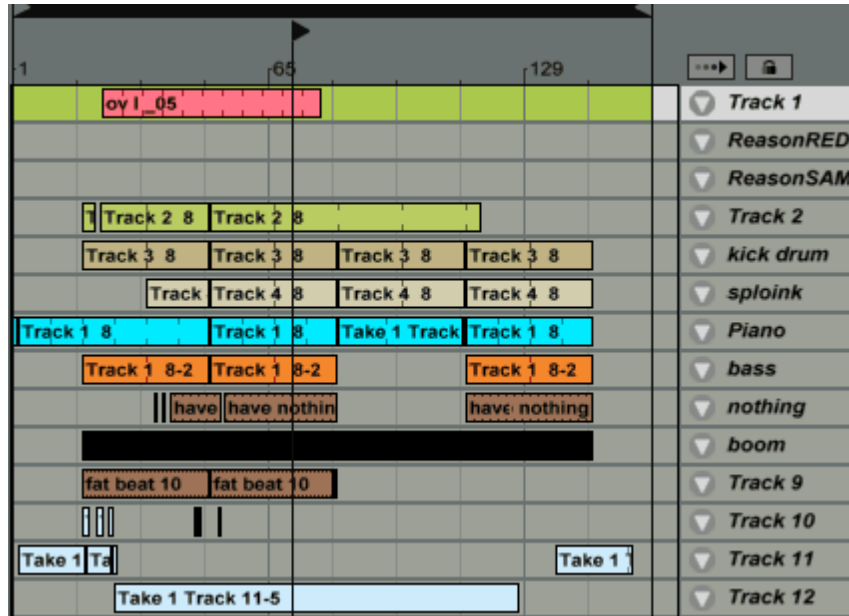 1 65 129
ov l _05 Track 1
ReasonRED
ReasonSAM
T Track 2 8 Track 2 8 Track 2
Track 3 8 Track 3 8 Track 3 8 Track 3 8 kick drum
Track Track 4 8 Track 4 8 Track 4 8 sploink
Track 1 8 Track 1 8 Take 1 Track Track 1 8 Piano
Track 1 8-2 Track 1 8-2 Track 1 8-2 bass
have have nothin have nothing nothing
boom
fat beat 10 fat beat 10 Track 9
Track 10
Take 1 Ta Take 1 Track 11
Take 1 Track 11-5 Track 12